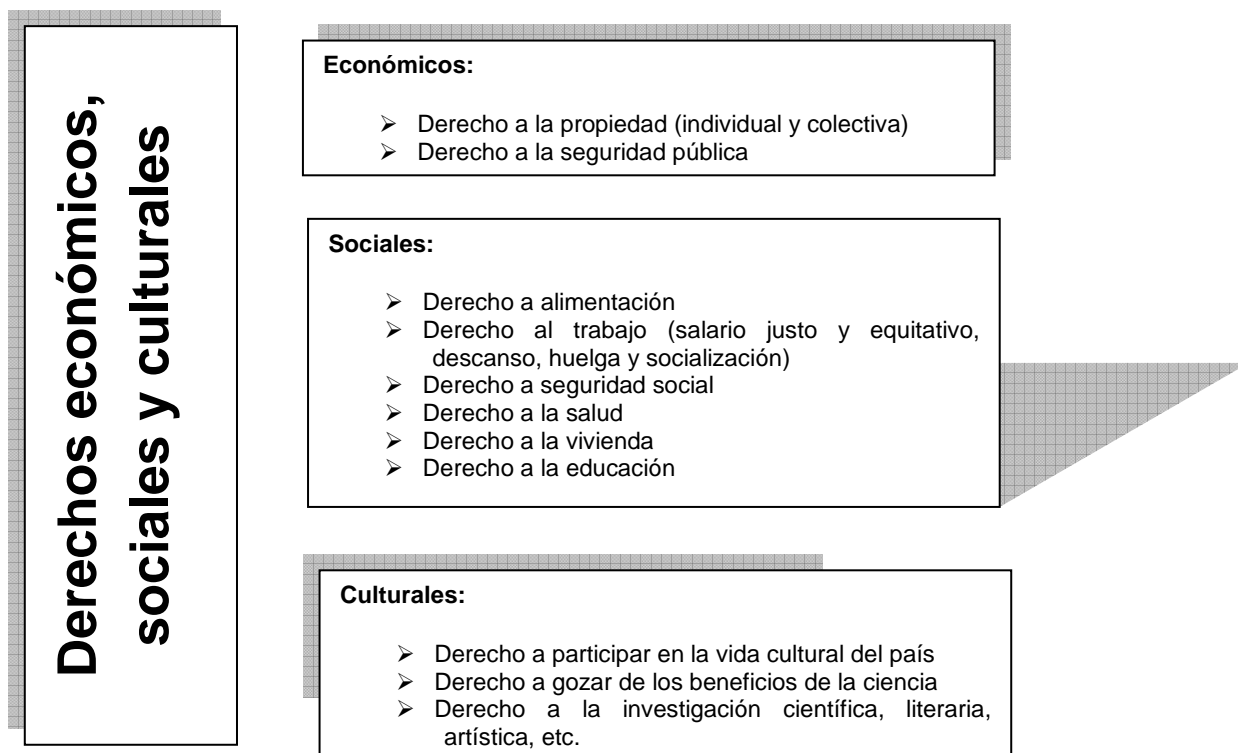 Derechos económicos,
sociales y culturales
Económicos:
➢ Derecho a la propiedad (individual y colectiva)
➢ Derecho a la seguridad pública
Sociales:
➢ Derecho a alimentación
➢ Derecho al trabajo (salario justo y equitativo,
descanso, huelga y socialización)
➢ Derecho a seguridad social
➢ Derecho a la salud
➢ Derecho a la vivienda
➢ Derecho a la educación
Culturales:
➢ Derecho a participar en la vida cultural del país
➢ Derecho a gozar de los beneficios de la ciencia
➢ Derecho a la investigación científica, literaria,
artística, etc.